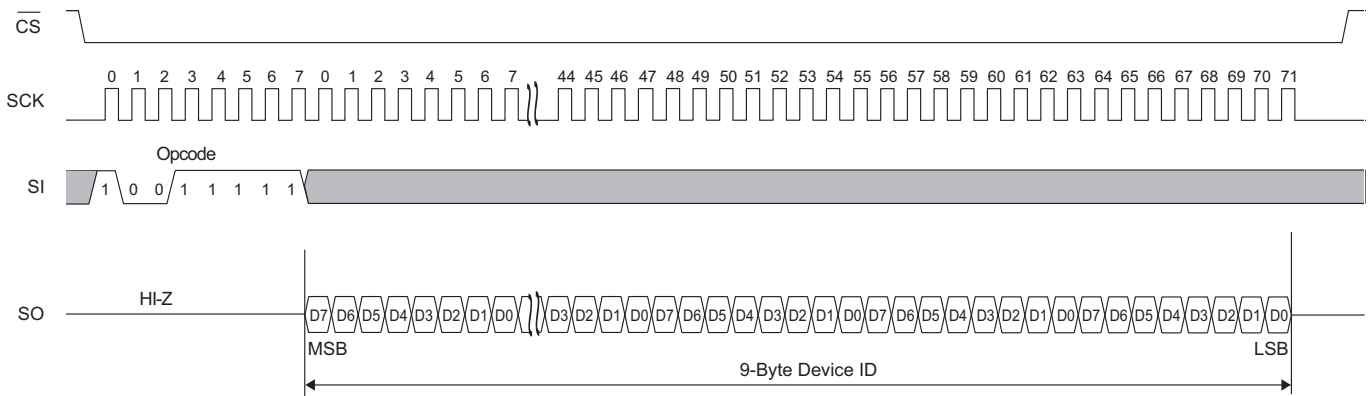 CS
0 1 2 3 4 5 6 7 0 1 2 3 4 5 6 7 44 45 46 47 48 49 50 51 52 53 54 55 56 57 58 59 60 61 62 63 64 65 66 67 68 69 70 71
SCK
Opcode
SI 1 0 0 1 1 1 1 1
HI-Z
SO D7 D6 D5 D4 D3 D2 D1 D0 D3 D2 D1 D0 D7 D6 D5 D4 D3 D2 D1 D0 D7 D6 D5 D4 D3 D2 D1 D0 D7 D6 D5 D4 D3 D2 D1 D0
MSB LSB
9-Byte Device ID